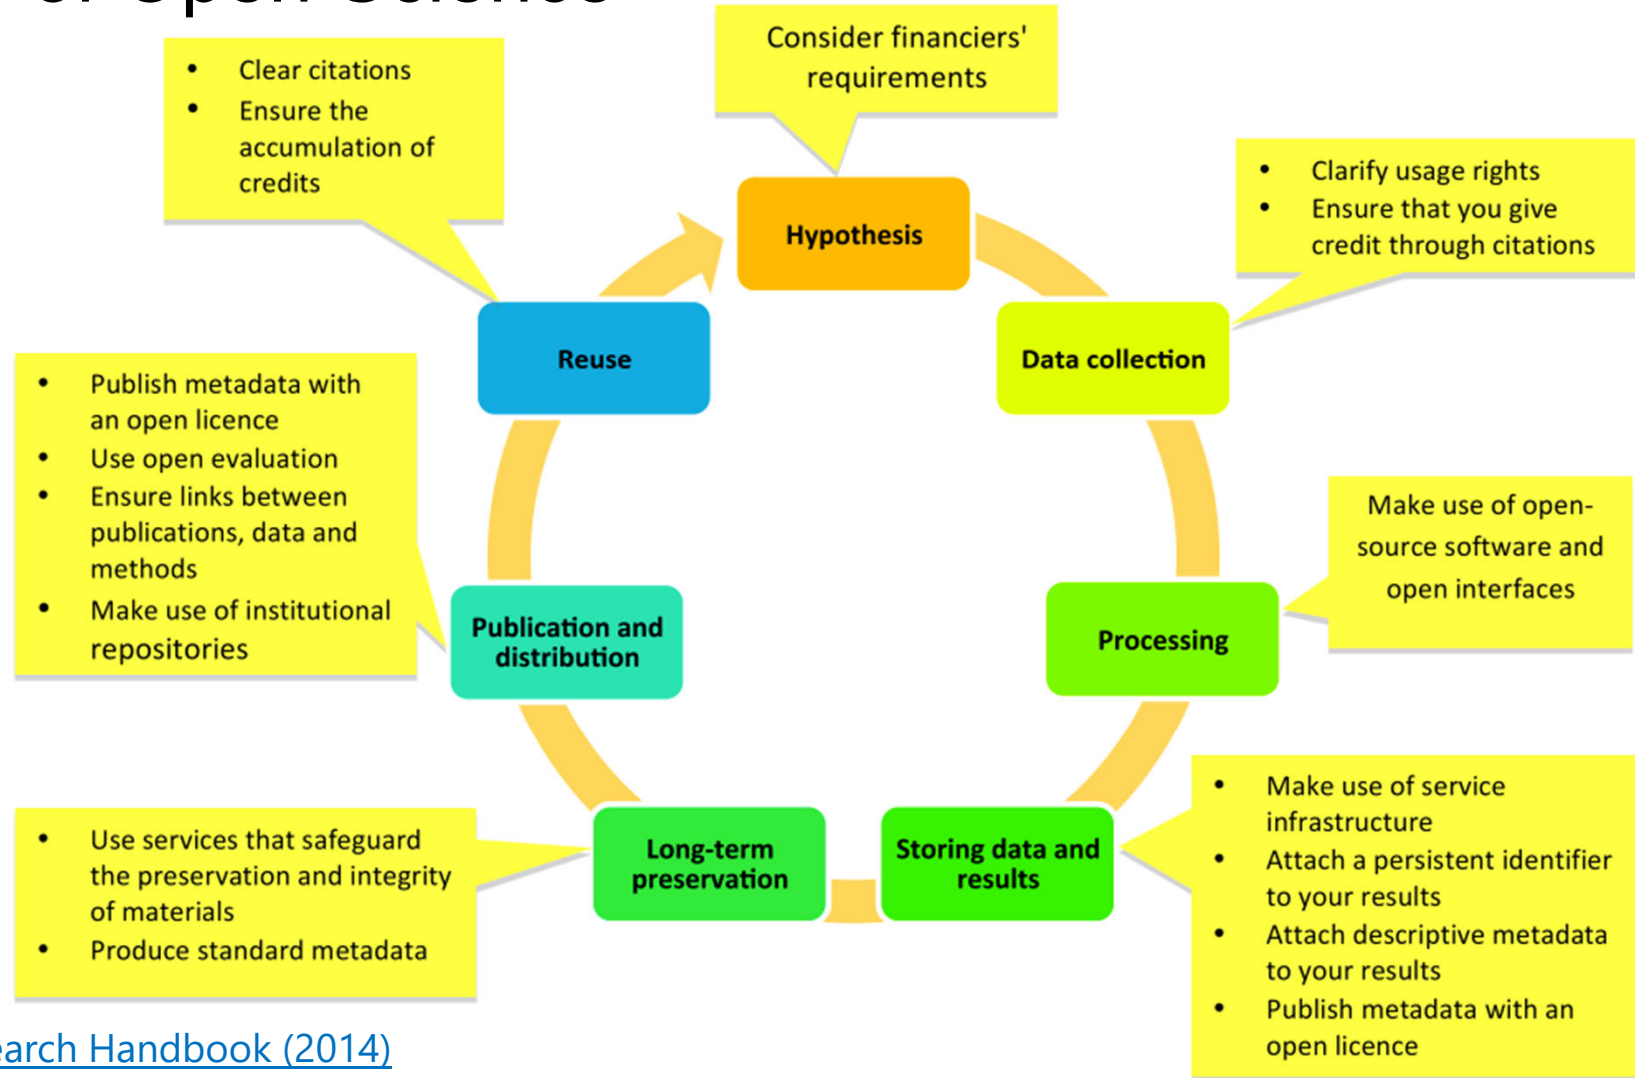 of Open Science
Consider financiers'
requirements
• Clear citations
• Ensure the
accumulation of
credits
• Clarify usage rights
• Ensure that you give
credit through citations
Hypothesis
Data collection
Reuse
• Publish metadata with
an open licence
• Use open evaluation
• Ensure links between
publications, data and
methods
• Make use of institutional
repositories
Make use of open-
source software and
open interfaces
Publication and
distribution
Processing
• Make use of service
infrastructure
• Attach a persistent identifier
to your results
• Attach descriptive metadata
to your results
• Publish metadata with an
open licence
Long-term
preservation
Storing data and
results
• Use services that safeguard
the preservation and integrity
of materials
• Produce standard metadata
earch Handbook (2014)